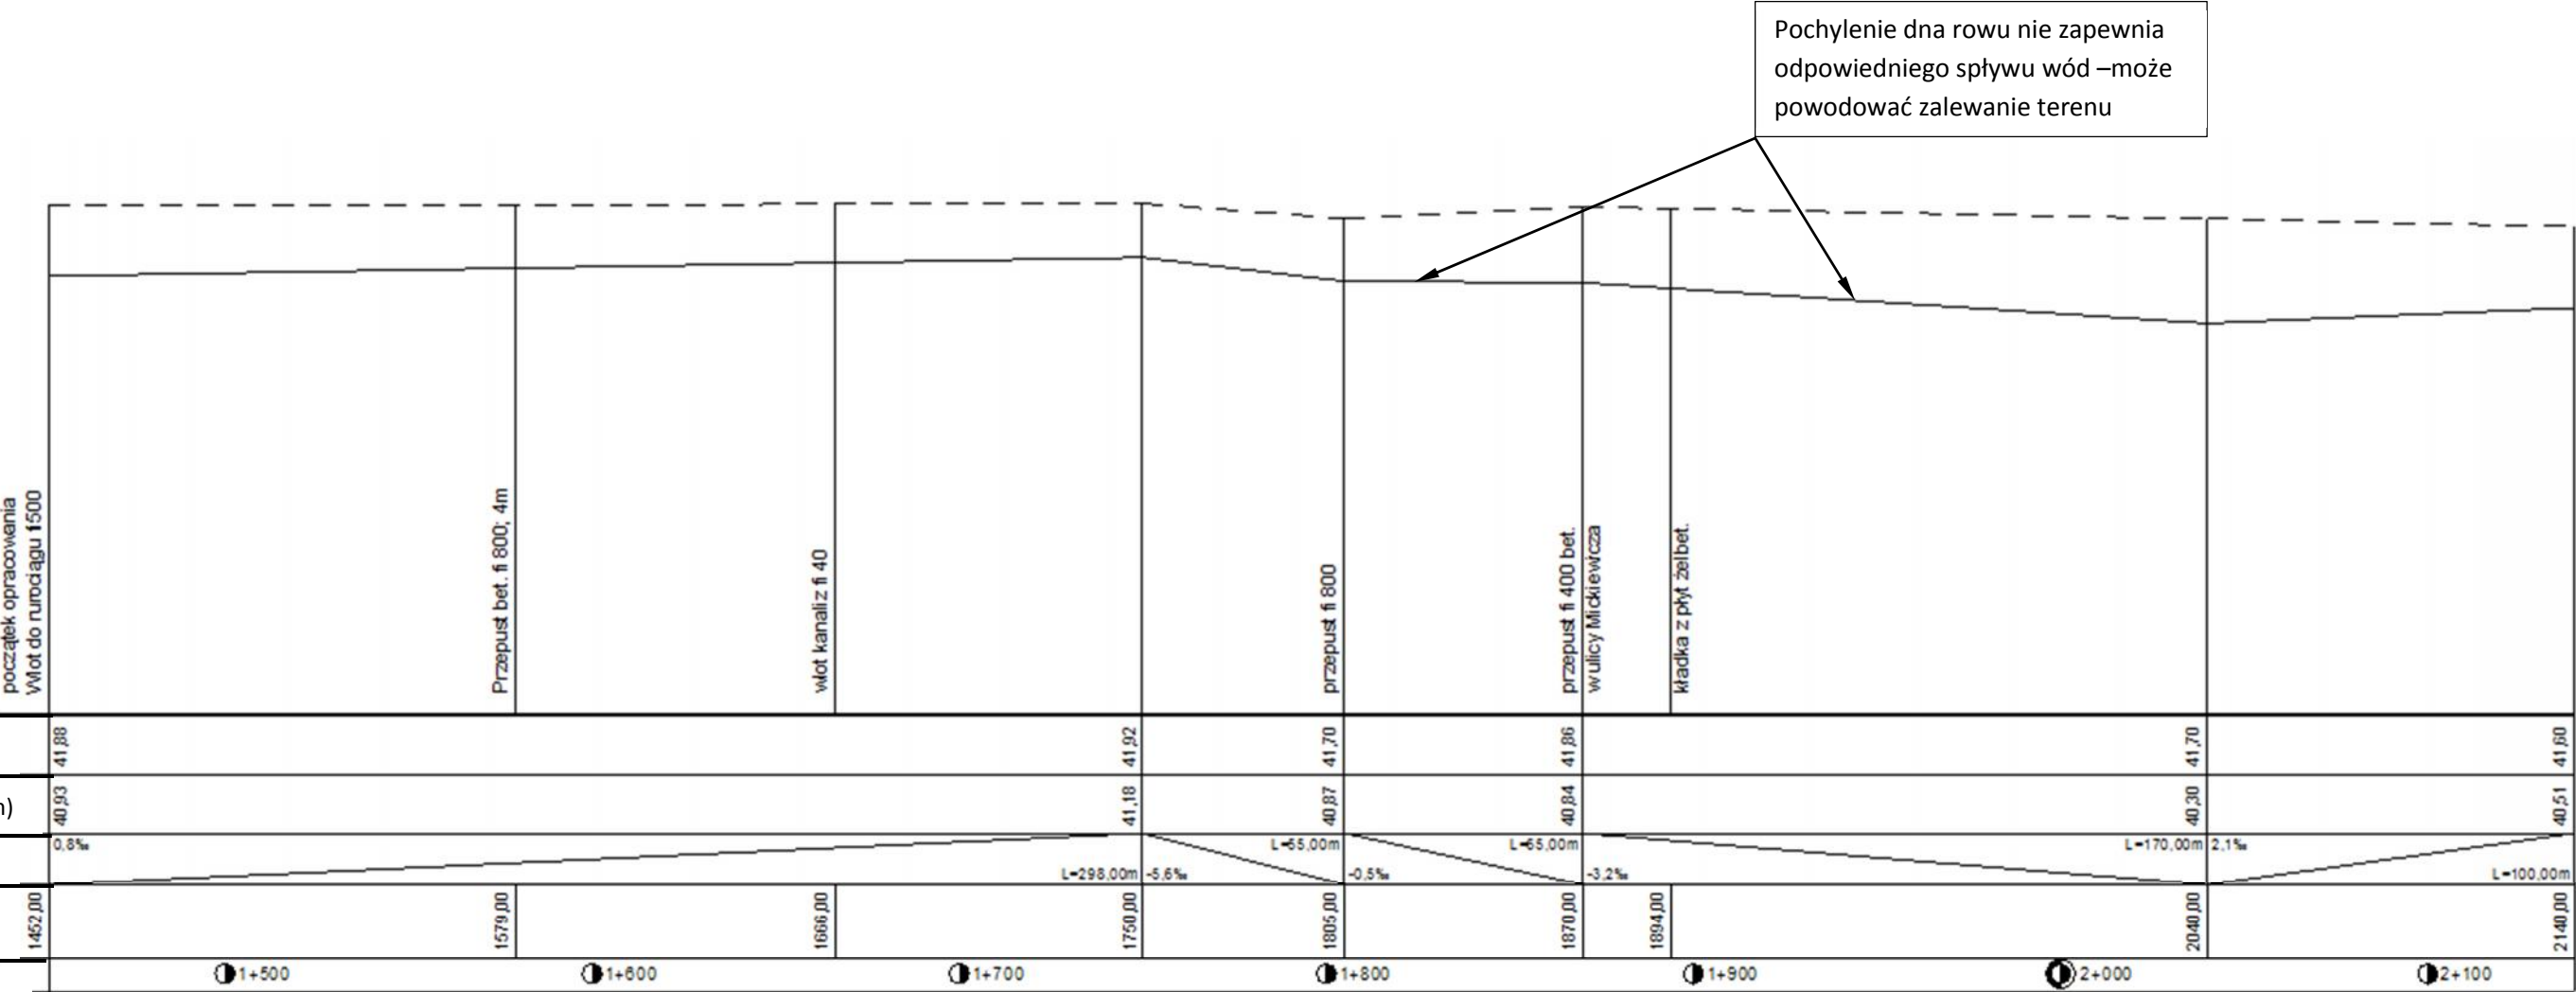 Pochylenie dna rowu nie zapewnia
odpowiedniego spływu wód –może
powodować zalewanie terenu
początek opracowania
Wlot do rurociągu 1500
Przepust bet. fi 800; 4m
wlot kanaliz fi 40
przepust fi 800
przepust fi 400 bet.
w ulicy Mickiewicza
kładka z płyt żelbet.
41,88
41,92
41,70
41,86
41,70
41,60
40,93
41,18
40,87
40,84
40,30
40,51
0,8‰
L=298,00m
-5,6‰
L=55,00m
-0,5‰
L=65,00m
-3,2‰
L=170,00m
2,1‰
L=100,00m
1452,00
1579,00
1666,00
1750,00
1805,00
1870,00
1894,00
2040,00
2140,00
1+500
1+600
1+700
1+800
1+900
2+000
2+100